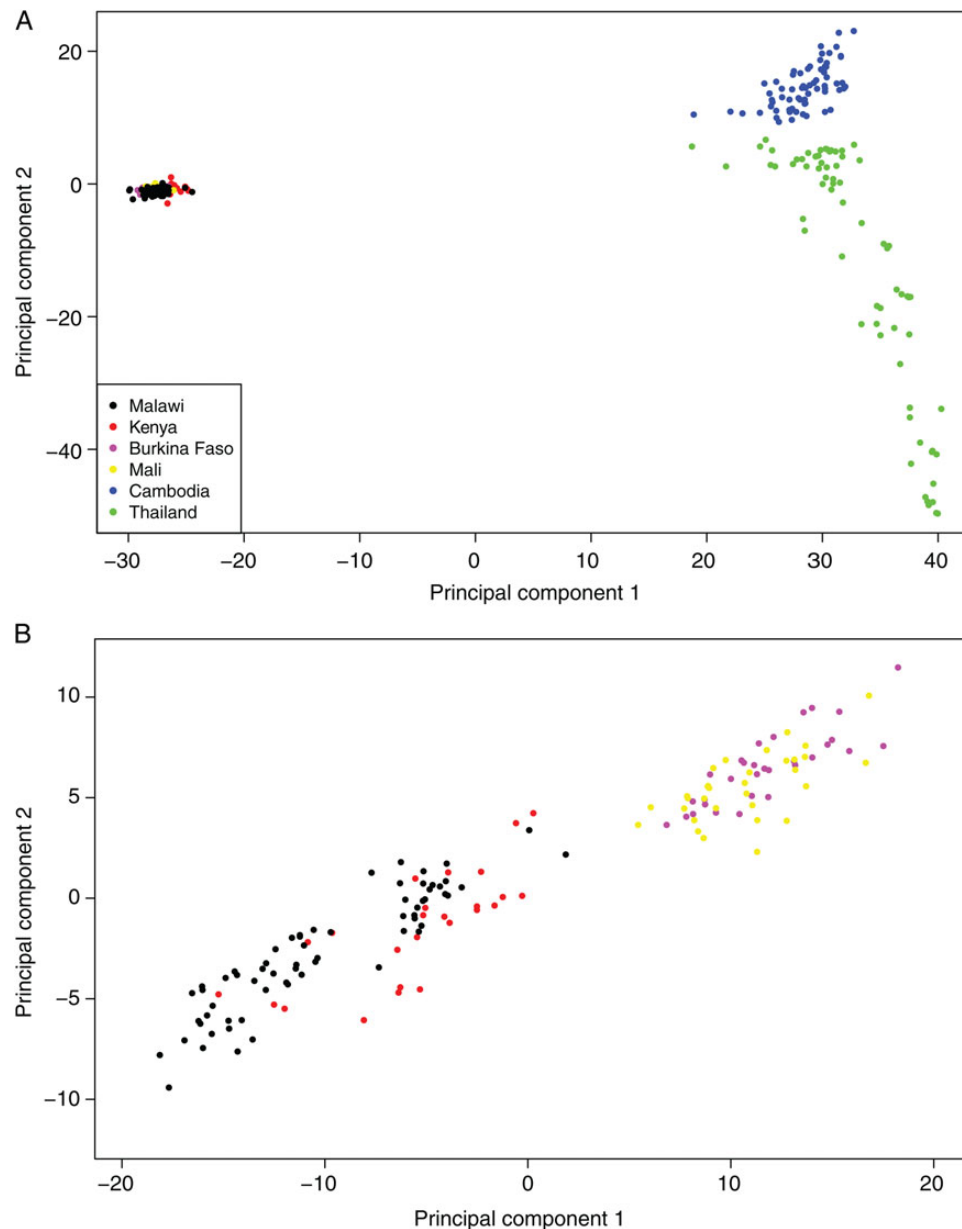 A
20
0
−20
−40
Principal component 2
Malawi
Kenya
Burkina Faso
Mali
Cambodia
Thailand
−30 −20 −10 0 10 20 30 40
Principal component 1
B
10
5
0
−5
−10
Principal component 2
−20 −10 0 10 20
Principal component 1